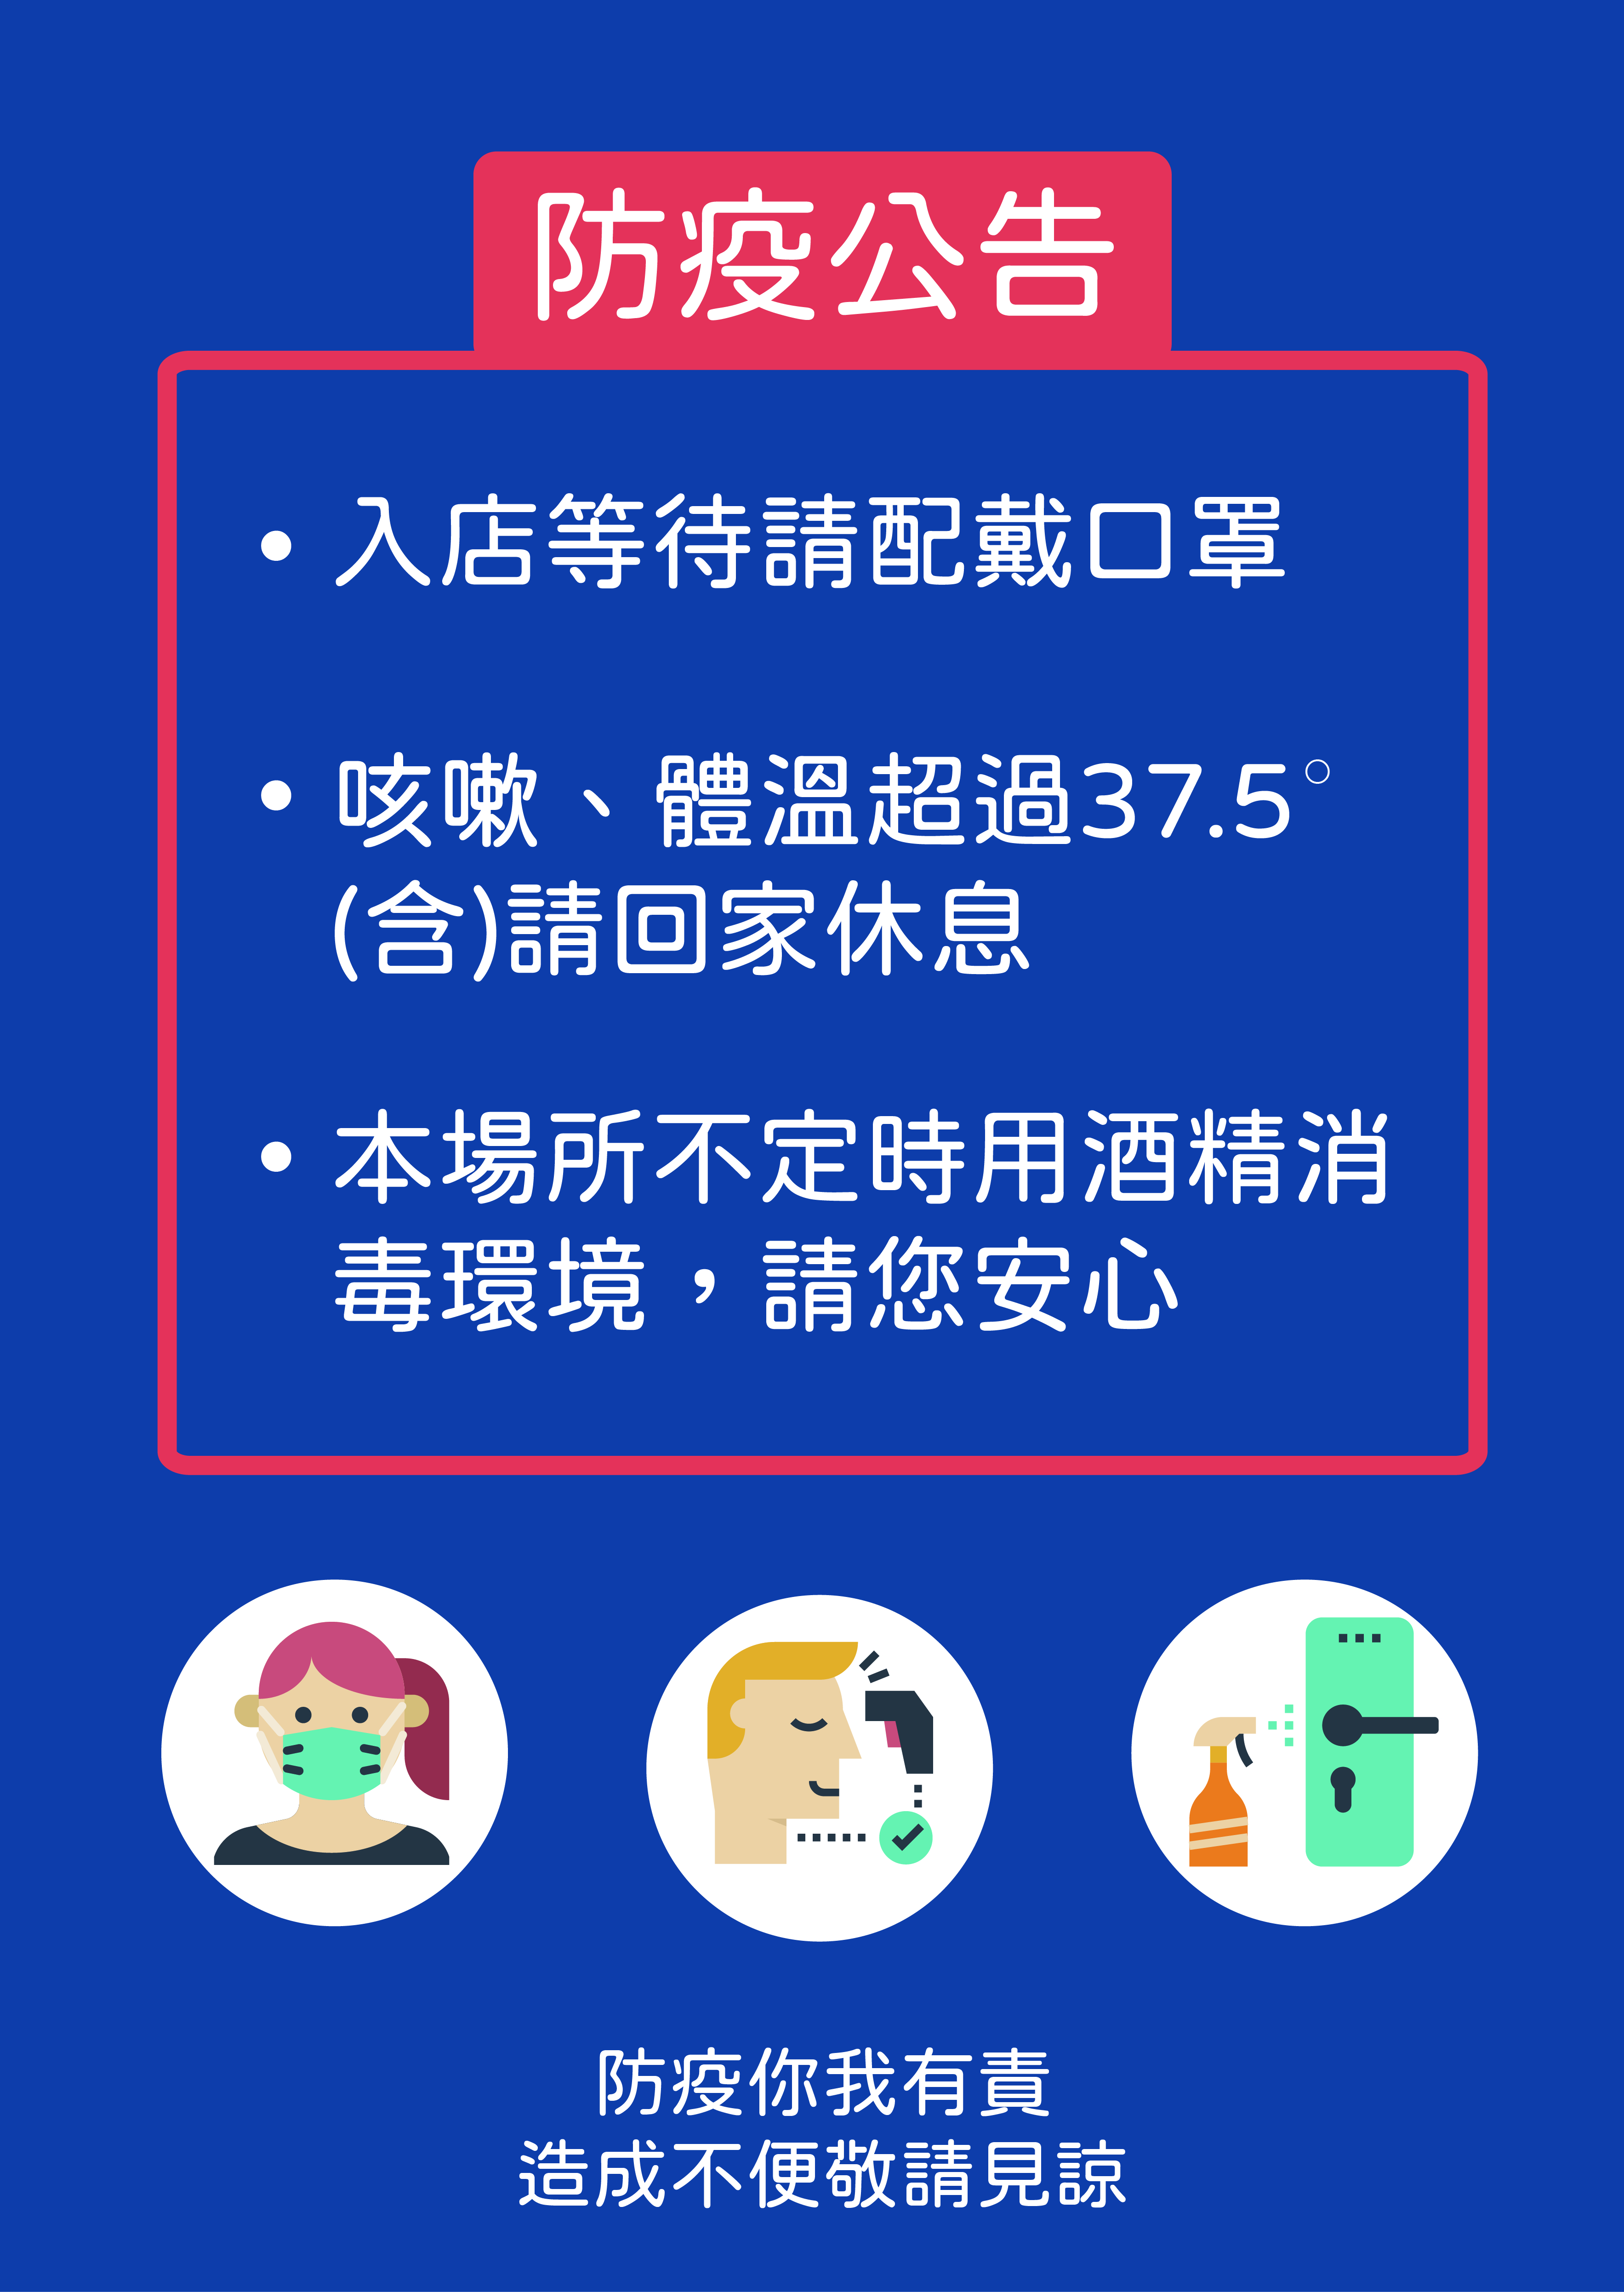 防疫公告
• 入店等待請配戴口罩
• 咳嗽、體溫超過37.5°
(含)請回家休息
• 本場所不定時用酒精消
毒環境，請您安心
防疫你我有責
造成不便敬請見諒